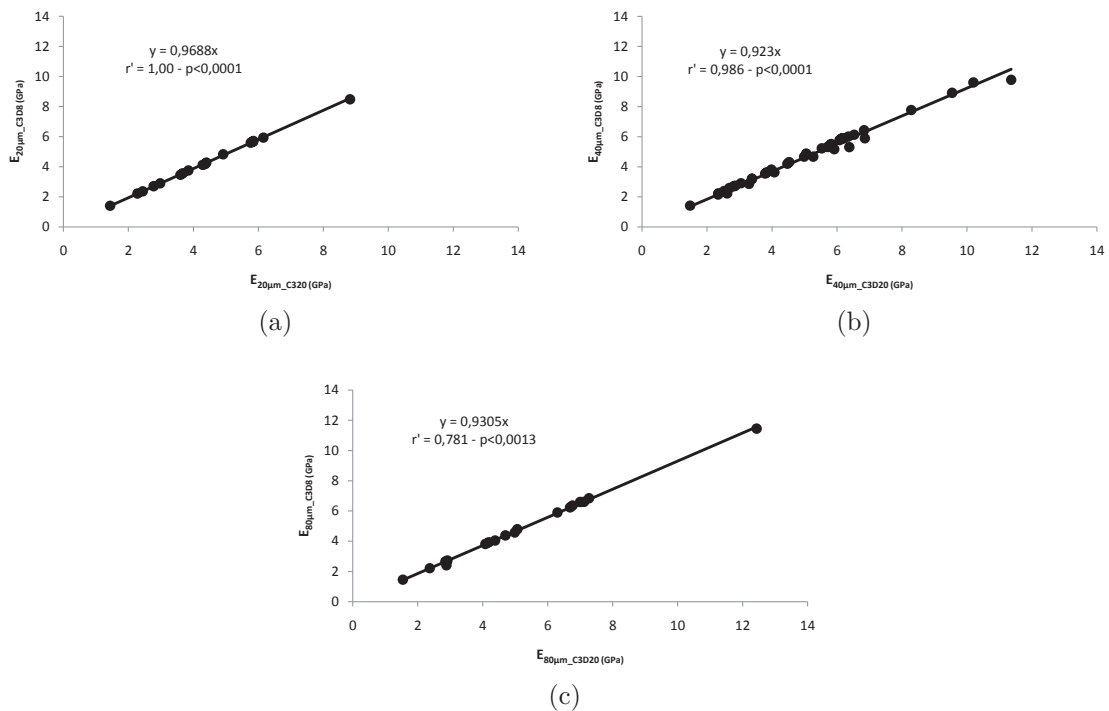 14
12
10
8
6
4
2
0
y = 0,9688x
r' = 1,00 - p<0,0001
E20µm_C3D8 (GPa)
0 2 4 6 8 10 12 14
E20µm_C320 (GPa)
(a)
14
12
10
8
6
4
2
0
y = 0,923x
r' = 0,986 - p<0,0001
E40µm_C3D8 (GPa)
0 2 4 6 8 10 12 14
E40µm_C3D20 (GPa)
(b)
14
12
10
8
6
4
2
0
y = 0,9305x
r' = 0,781 - p<0,0013
E80µm_C3D8 (GPa)
0 2 4 6 8 10 12 14
E80µm_C3D20 (GPa)
(c)